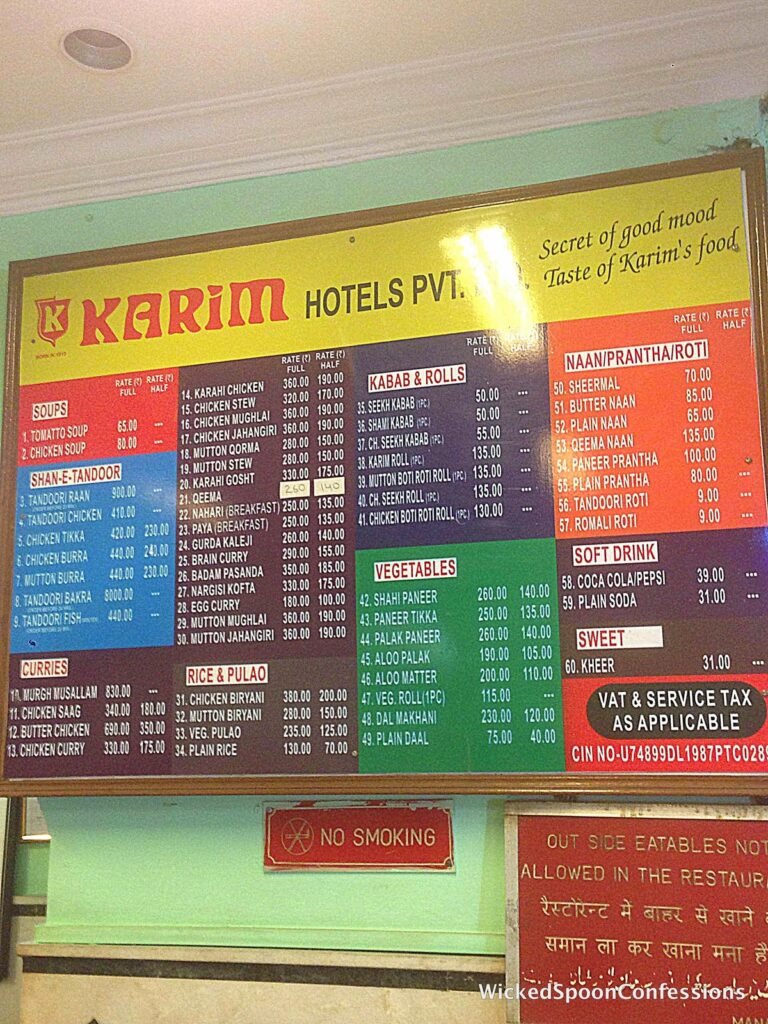 KARIM HOTELS PVT.
Secret of good mood
Taste of Karim's food
K
BORN IN 1913
RATE (₹) FULL RATE (₹) HALF
SOUPS
1. TOMATTO SOUP 65.00 ---
2. CHICKEN SOUP 80.00 ---
SHAN-E-TANDOOR
3. TANDOORI RAAN 900.00 ---
4. TANDOORI CHICKEN 410.00 ---
5. CHICKEN TIKKA 420.00 230.00
6. CHICKEN BURRA 440.00 240.00
7. MUTTON BURRA 440.00 230.00
8. TANDOORI BAKRA 8000.00 ---
9. TANDOORI FISH 440.00 ---
CURRIES
10. MURGH MUSALLAM 830.00 ---
11. CHICKEN SAAG 340.00 180.00
12. BUTTER CHICKEN 690.00 350.00
13. CHICKEN CURRY 330.00 175.00
RATE (₹) FULL RATE (₹) HALF
14. KARAHI CHICKEN 360.00 190.00
15. CHICKEN STEW 320.00 170.00
16. CHICKEN MUGHLAI 360.00 190.00
17. CHICKEN JAHANGIRI 360.00 190.00
18. MUTTON QORMA 280.00 150.00
19. MUTTON STEW 280.00 150.00
20. KARAHI GOSHT 330.00 175.00
21. QEEMA 260 140
22. NAHARI (BREAKFAST) 250.00 135.00
23. PAYA (BREAKFAST) 250.00 135.00
24. GURDA KALEJI 260.00 140.00
25. BRAIN CURRY 290.00 155.00
26. BADAM PASANDA 350.00 185.00
27. NARGISI KOFTA 330.00 175.00
28. EGG CURRY 180.00 100.00
29. MUTTON MUGHLAI 360.00 190.00
30. MUTTON JAHANGIRI 360.00 190.00
RICE & PULAO
31. CHICKEN BIRYANI 380.00 200.00
32. MUTTON BIRYANI 280.00 150.00
33. VEG. PULAO 235.00 125.00
34. PLAIN RICE 130.00 70.00
RATE (₹) FULL RATE (₹) HALF
KABAB & ROLLS
35. SEEKH KABAB (1PC.) 50.00 ---
36. SHAMI KABAB (1PC.) 50.00 ---
37. CH. SEEKH KABAB (1PC.) 55.00 ---
38. KARIM ROLL (1PC.) 135.00 ---
39. MUTTON BOTI ROTI ROLL (1PC.) 135.00 ---
40. CH. SEEKH ROLL (1PC.) 135.00 ---
41. CHICKEN BOTI ROTI ROLL (1PC.) 130.00 ---
VEGETABLES
42. SHAHI PANEER 260.00 140.00
43. PANEER TIKKA 250.00 135.00
44. PALAK PANEER 260.00 140.00
45. ALOO PALAK 190.00 105.00
46. ALOO MATTER 200.00 110.00
47. VEG. ROLL(1PC) 115.00 ---
48. DAL MAKHANI 230.00 120.00
49. PLAIN DAAL 75.00 40.00
RATE (₹) FULL RATE (₹) HALF
NAAN/PRANTHA/ROTI
50. SHEERMAL 70.00
51. BUTTER NAAN 85.00
52. PLAIN NAAN 65.00
53. QEEMA NAAN 135.00
54. PANEER PRANTHA 100.00
55. PLAIN PRANTHA 80.00 ---
56. TANDOORI ROTI 9.00 ---
57. ROMALI ROTI 9.00 ---
SOFT DRINK
58. COCA COLA/PEPSI 39.00 ---
59. PLAIN SODA 31.00 ---
SWEET
60. KHEER 31.00 ---
VAT & SERVICE TAX
AS APPLICABLE
CIN NO-U74899DL1987PTC028
NO SMOKING
OUT SIDE EATABLES NOT
ALLOWED IN THE
रैस्टोरेन्ट में बाहर से खाने
समान ला कर खाना मना है
WickedSpoonConfessions